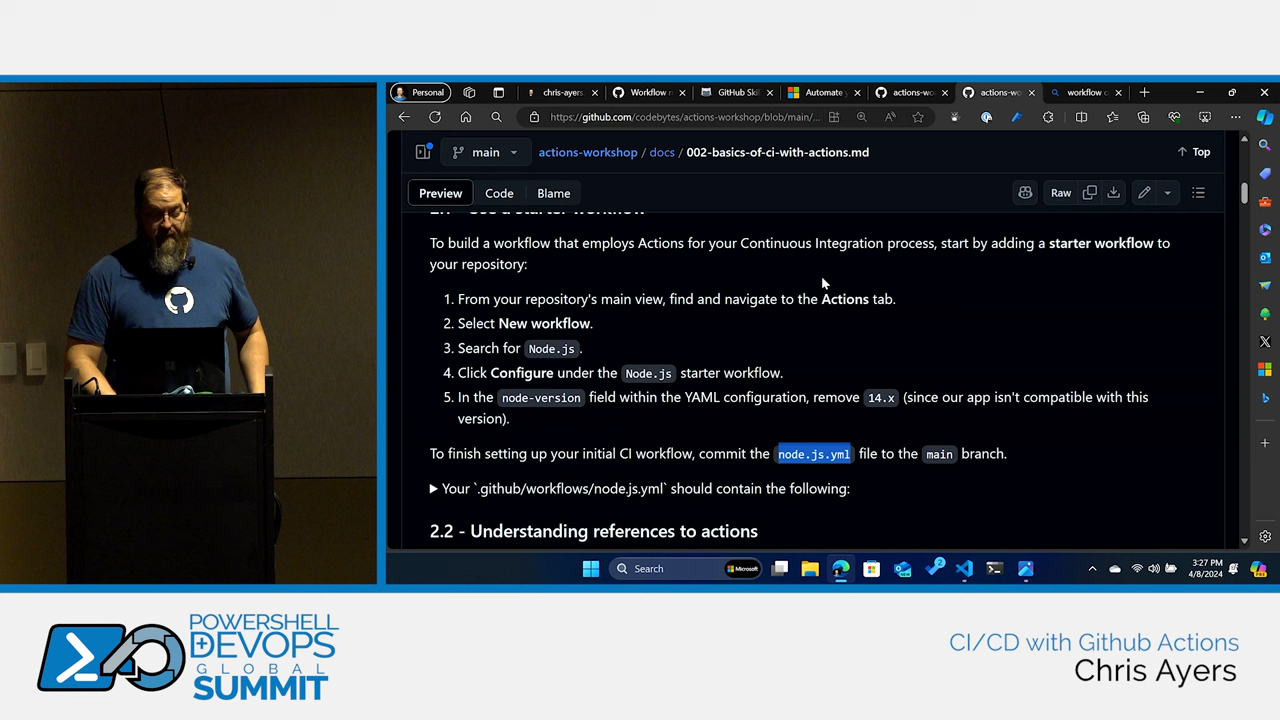 Personal
chris-ayers.
Workflow r
GitHub Skil
Automate y
actions-wo
actions-wo
workflow c
https://github.com/codebytes/actions-workshop/blob/main/...
main
actions-workshop / docs / 002-basics-of-ci-with-actions.md
Top
Preview
Code
Blame
Raw
2.1 - Use a starter workflow
To build a workflow that employs Actions for your Continuous Integration process, start by adding a starter workflow to
your repository:
1. From your repository's main view, find and navigate to the Actions tab.
2. Select New workflow.
3. Search for Node.js.
4. Click Configure under the Node.js starter workflow.
5. In the node-version field within the YAML configuration, remove 14.x (since our app isn't compatible with this
version).
To finish setting up your initial CI workflow, commit the node.js.yml file to the main branch.
Your `.github/workflows/node.js.yml` should contain the following:
2.2 - Understanding references to actions
Search
Microsoft
3:27 PM
4/8/2024
POWERSHELL
+DEVOPS
GLOBAL
SUMMIT
CI/CD with Github Actions
Chris Ayers